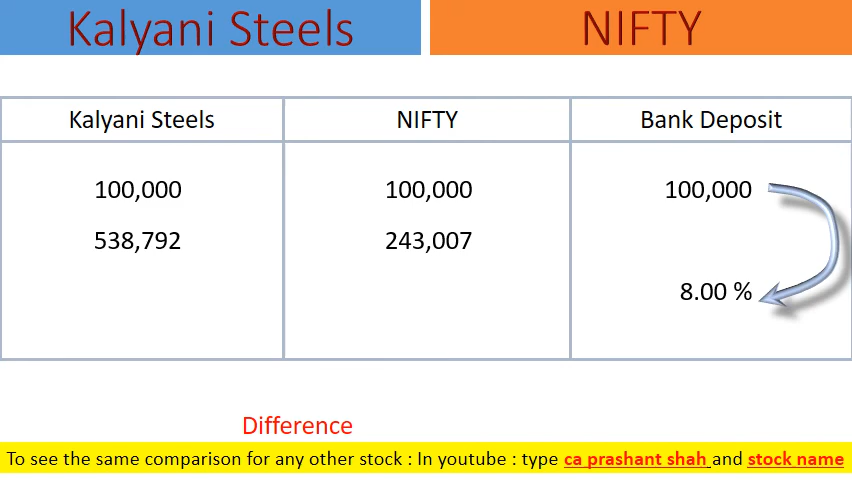 Kalyani Steels NIFTY
Kalyani Steels NIFTY Bank Deposit
100,000 100,000 100,000
538,792 243,007
8.00 %
Difference
To see the same comparison for any other stock : In youtube : type ca prashant shah and stock name